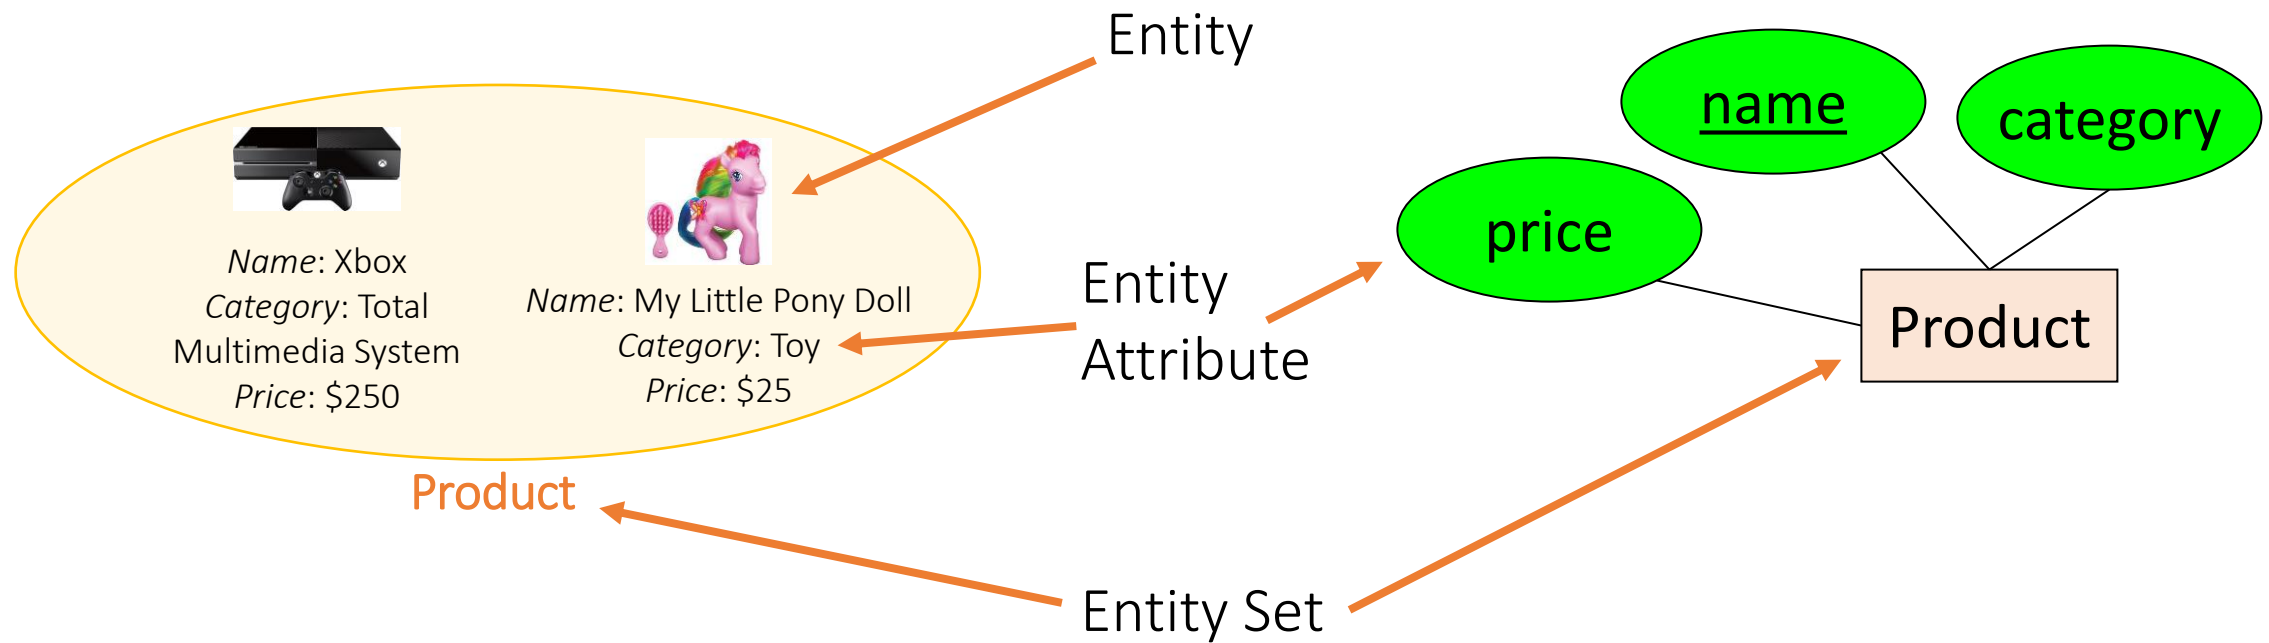 Entity
Name: Xbox
Category: Total
Multimedia System
Price: $250
Name: My Little Pony Doll
Category: Toy
Price: $25
Product
Entity
Attribute
Entity Set
name
category
price
Product